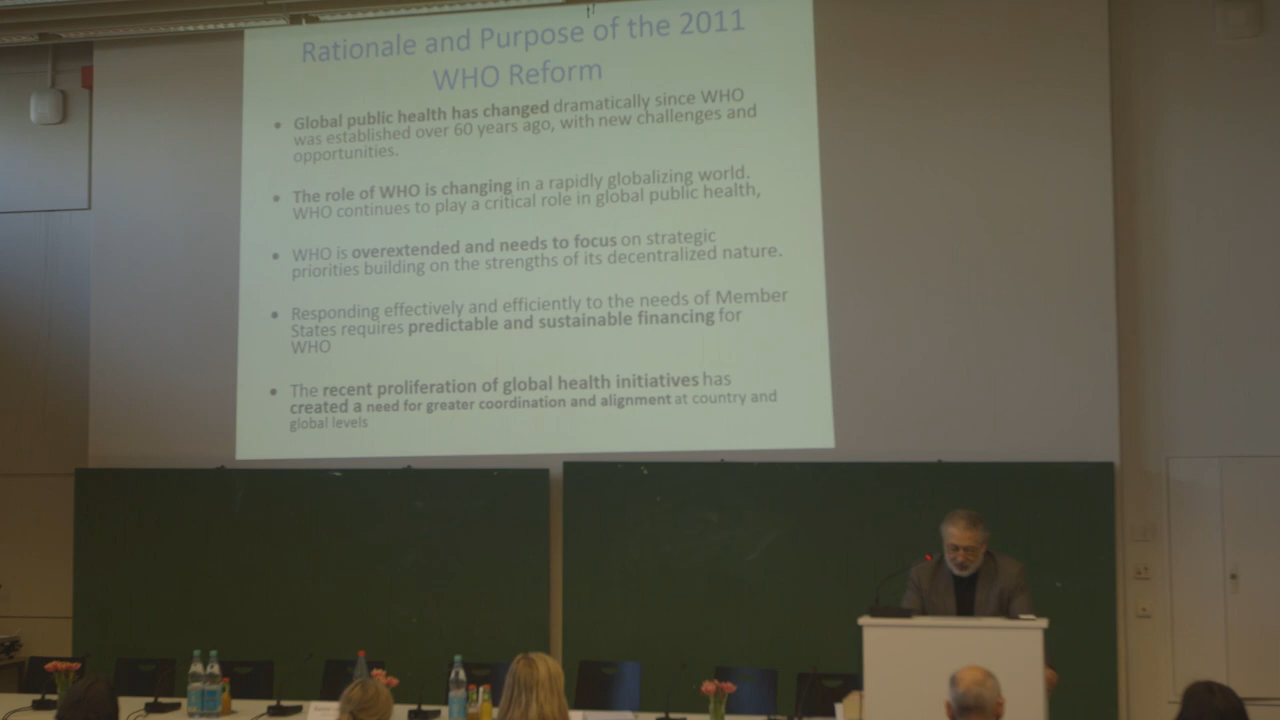 Rationale and Purpose of the 2011
WHO Reform
• Global public health has changed dramatically since WHO
was established over 60 years ago, with new challenges and
opportunities.
• The role of WHO is changing in a rapidly globalizing world.
WHO continues to play a critical role in global public health,
• WHO is overextended and needs to focus on strategic
priorities building on the strengths of its decentralized nature.
• Responding effectively and efficiently to the needs of Member
States requires predictable and sustainable financing for
WHO
• The recent proliferation of global health initiatives has
created a need for greater coordination and alignment at country and
global levels